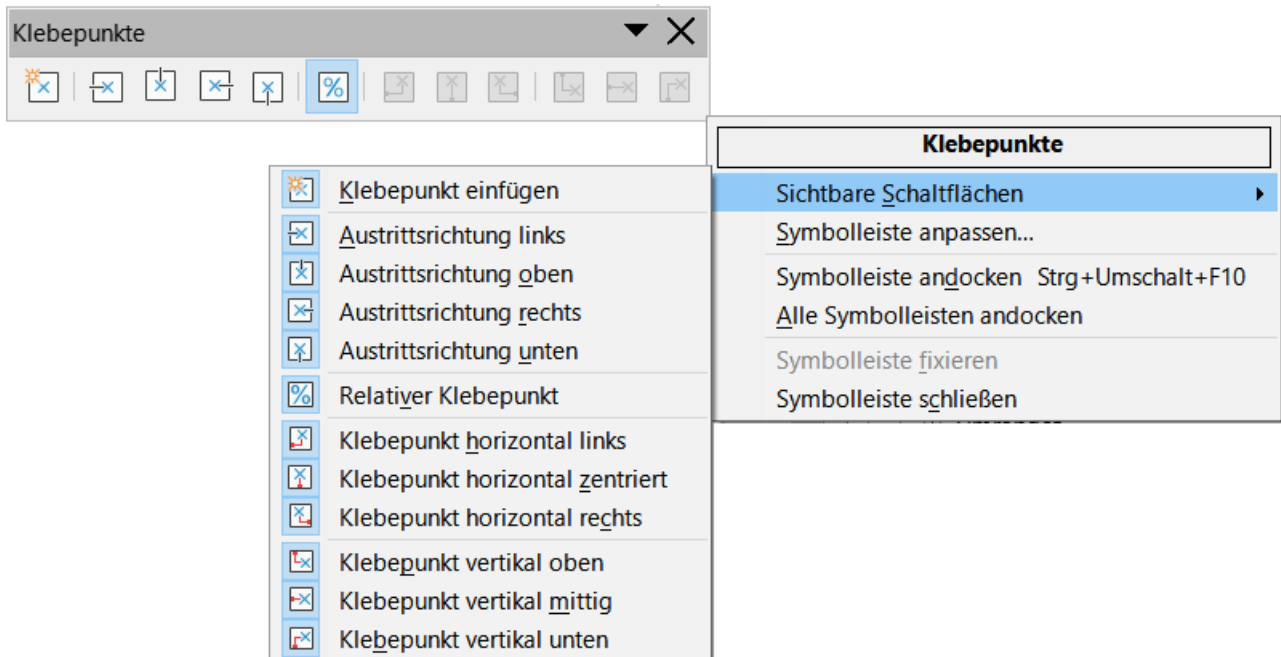 Klebepunkte
Klebepunkte
Sichtbare Schaltflächen
Symbolleiste anpassen...
Symbolleiste andocken Strg+Umschalt+F10
Alle Symbolleisten andocken
Symbolleiste fixieren
Symbolleiste schließen
Klebepunkt einfügen
Austrittsrichtung links
Austrittsrichtung oben
Austrittsrichtung rechts
Austrittsrichtung unten
Relativer Klebepunkt
Klebepunkt horizontal links
Klebepunkt horizontal zentriert
Klebepunkt horizontal rechts
Klebepunkt vertikal oben
Klebepunkt vertikal mittig
Klebepunkt vertikal unten